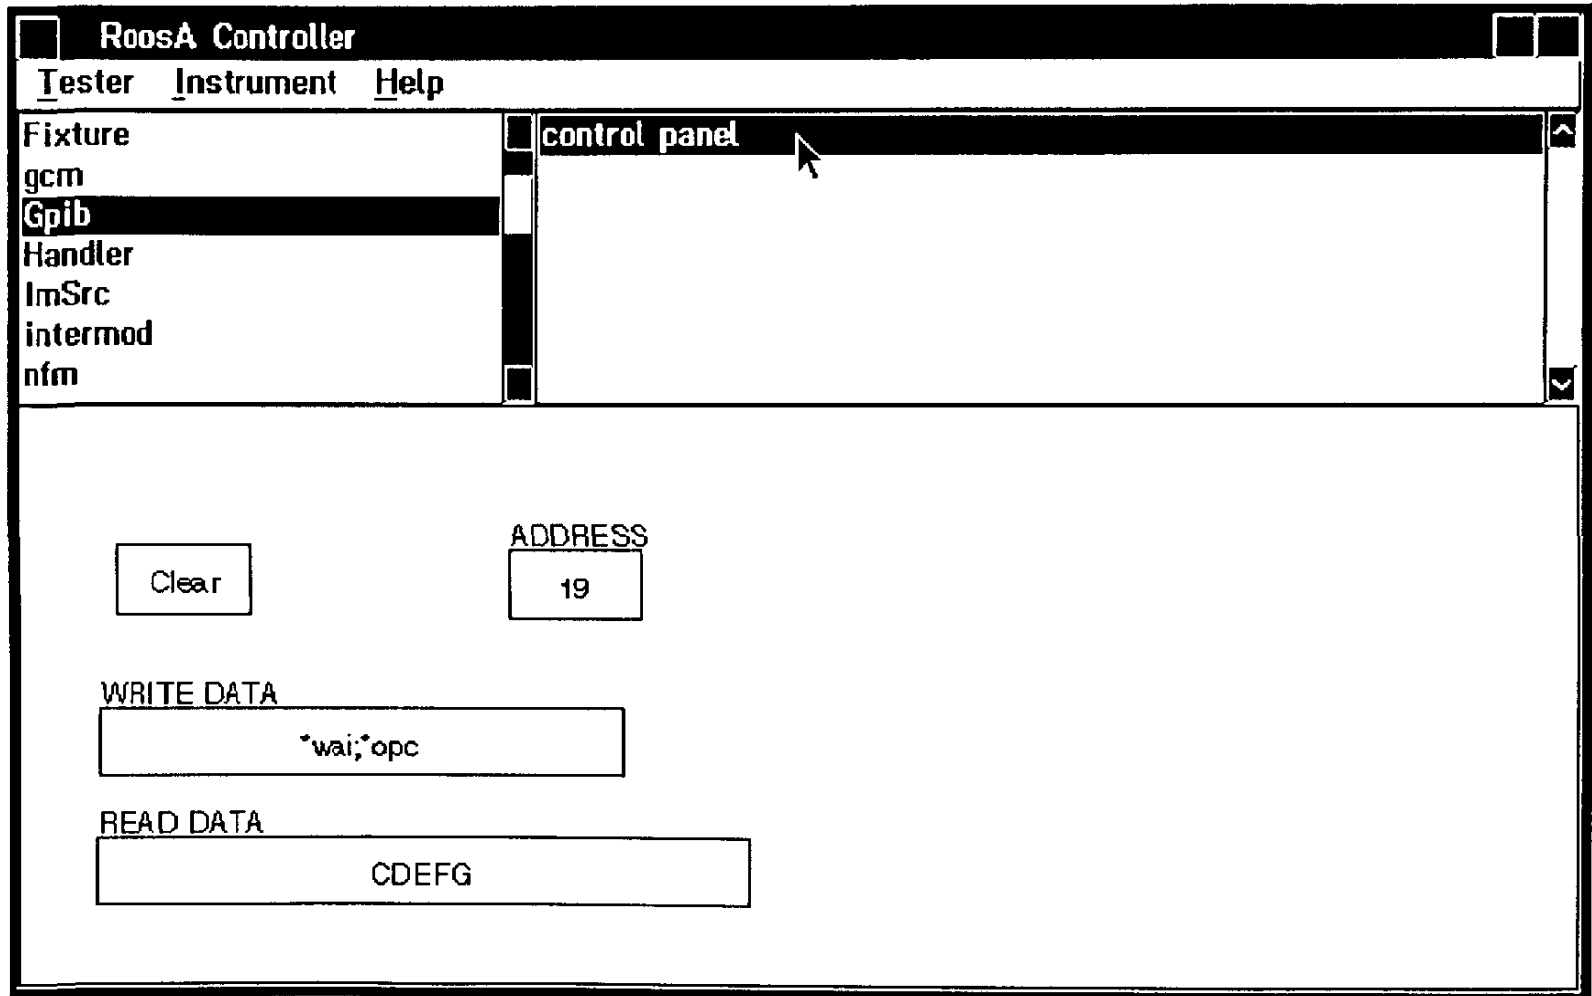 RoosA Controller
Tester Instrument Help
Fixture
gcm
Gpib
Handler
ImSrc
intermod
nfm
control panel
Clear
ADDRESS
19
WRITE DATA
*wai;*opc
READ DATA
CDEFG